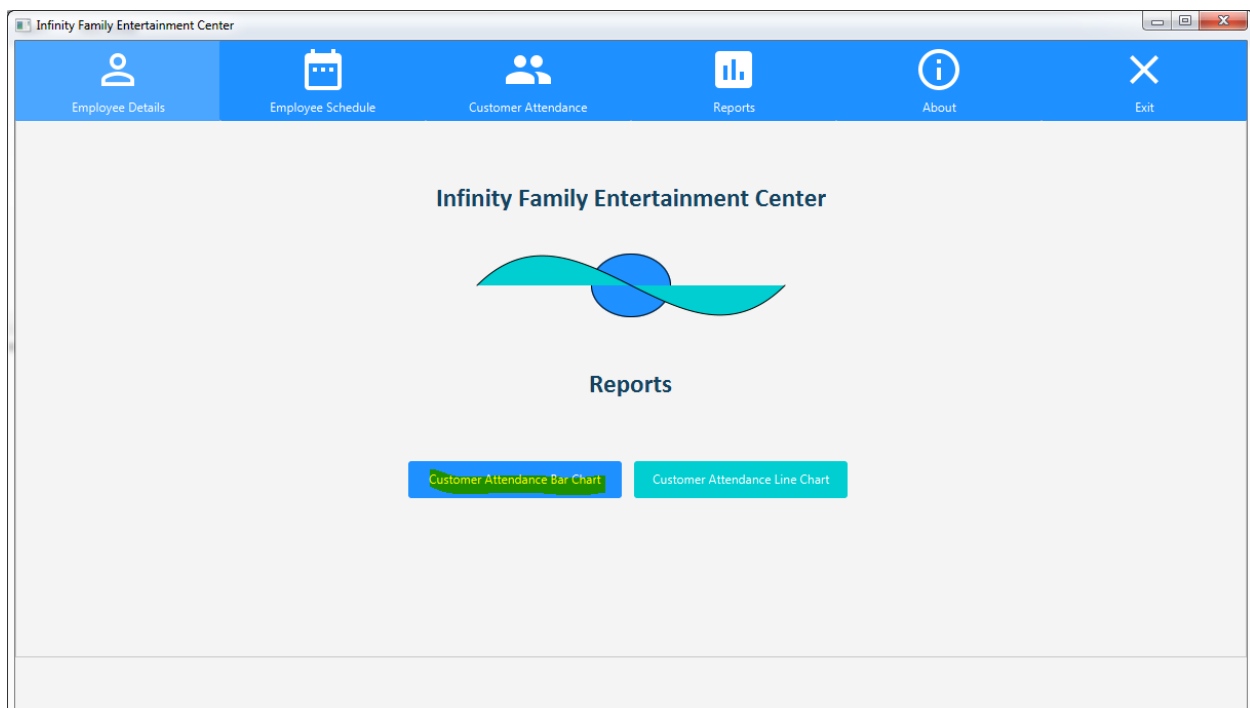 Infinity Family Entertainment Center
Employee Details
Employee Schedule
Customer Attendance
Reports
About
Exit
Infinity Family Entertainment Center
Reports
Customer Attendance Bar Chart
Customer Attendance Line Chart